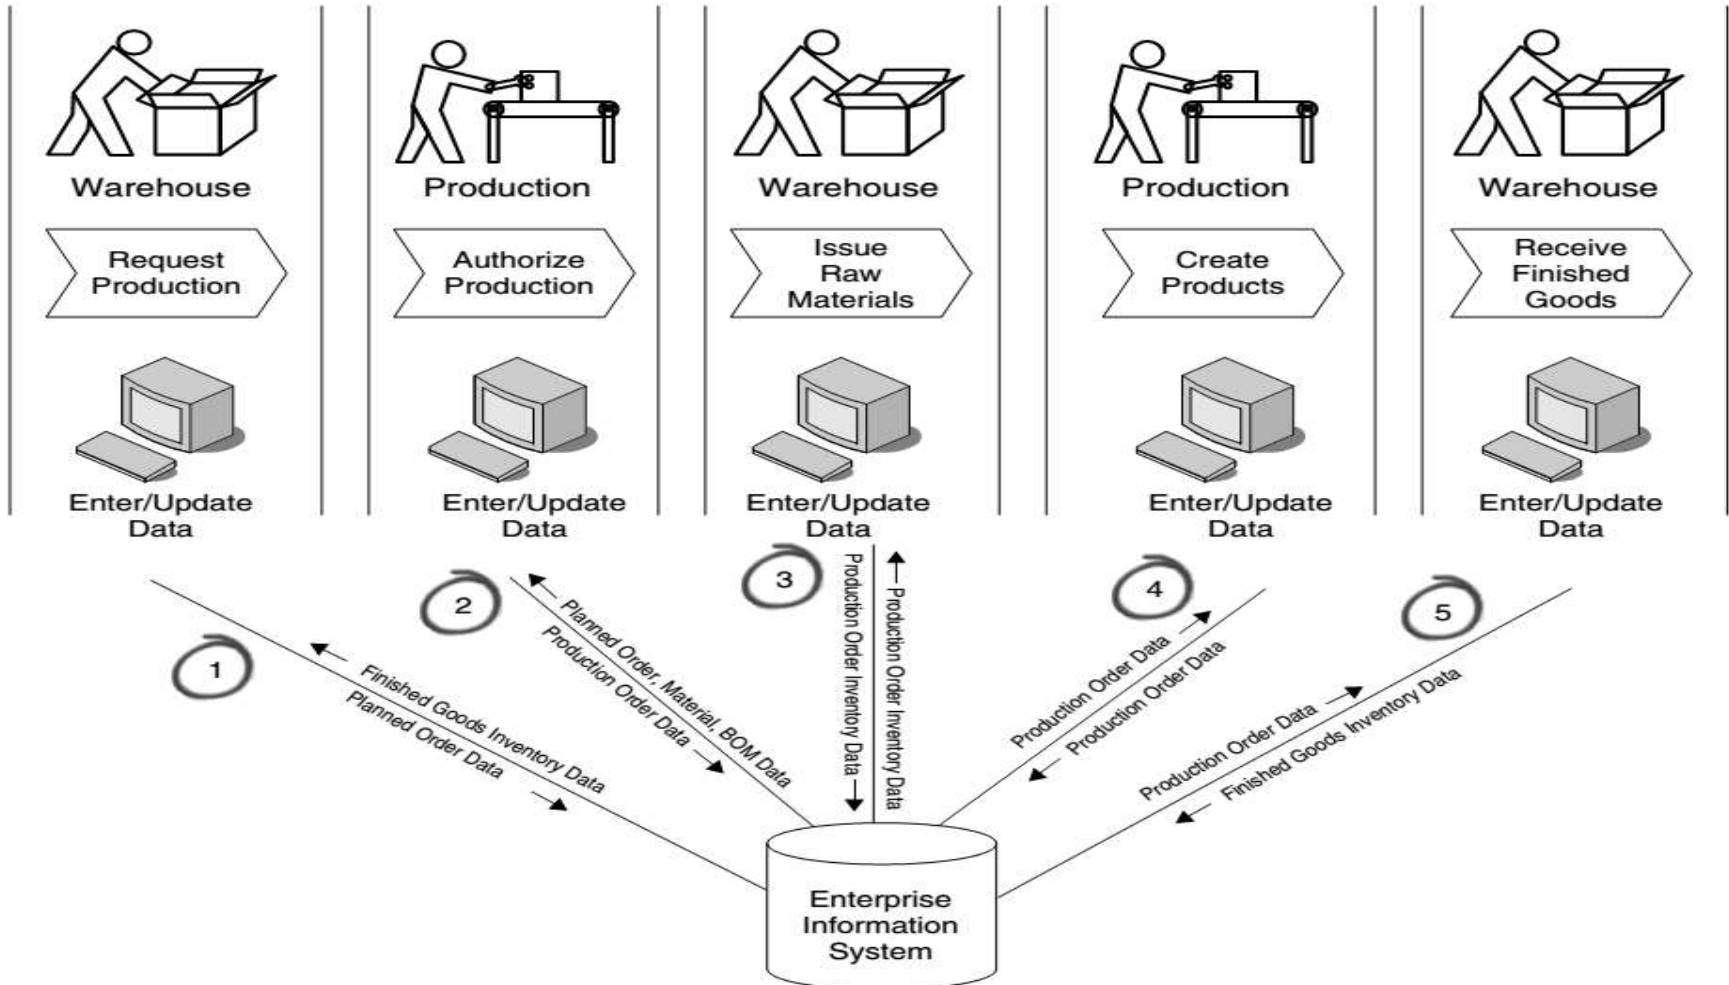 Warehouse
Production
Warehouse
Production
Warehouse
Request
Production
Authorize
Production
Issue
Raw
Materials
Create
Products
Receive
Finished
Goods
Enter/Update
Data
Enter/Update
Data
Enter/Update
Data
Enter/Update
Data
Enter/Update
Data
1
Finished Goods Inventory Data
Planned Order Data
2
Planned Order, Material, BOM Data
Production Order Data
3
Production Order Inventory Data
Production Order Inventory Data
4
Production Order Data
Production Order Data
5
Production Order Data
Finished Goods Inventory Data
Enterprise
Information
System